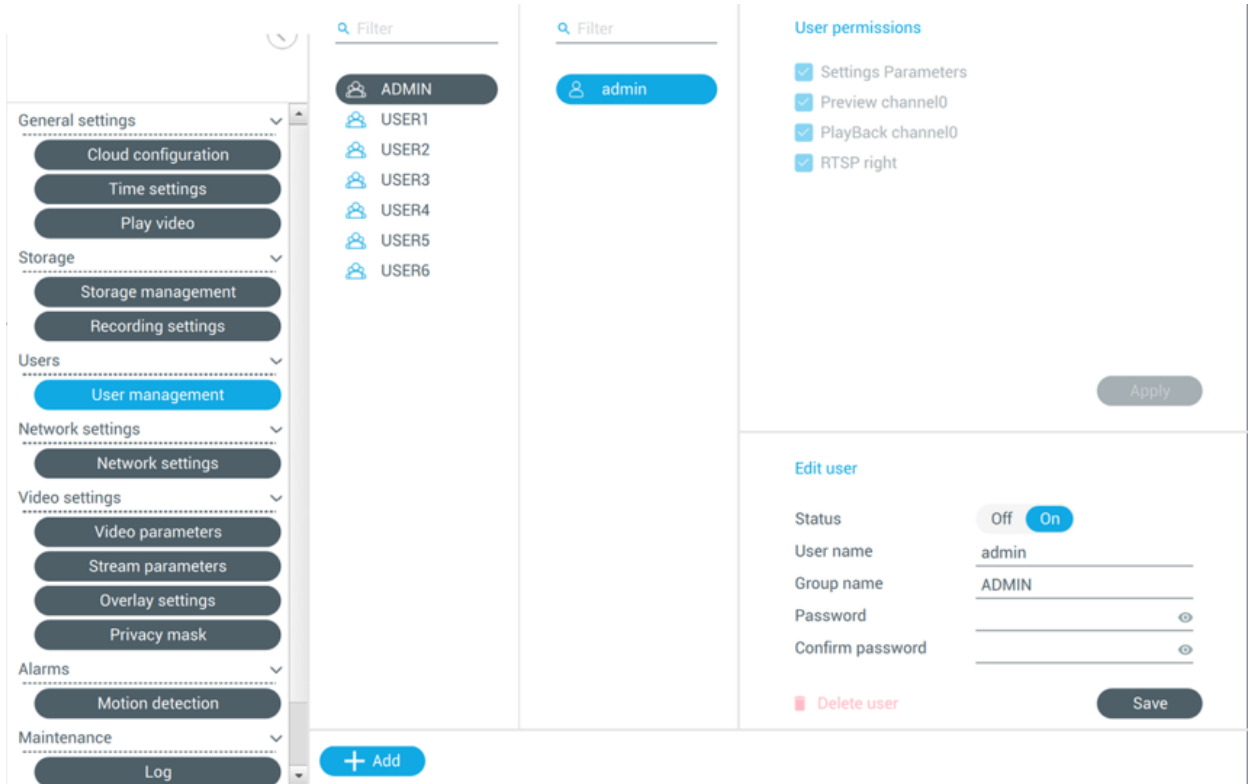 General settings
Cloud configuration
Time settings
Play video
Storage
Storage management
Recording settings
Users
User management
Network settings
Network settings
Video settings
Video parameters
Stream parameters
Overlay settings
Privacy mask
Alarms
Motion detection
Maintenance
Log
Filter
ADMIN
USER1
USER2
USER3
USER4
USER5
USER6
Filter
admin
User permissions
Settings Parameters
Preview channel0
PlayBack channel0
RTSP right
Apply
Edit user
Status Off On
User name admin
Group name ADMIN
Password
Confirm password
Delete user Save
Add